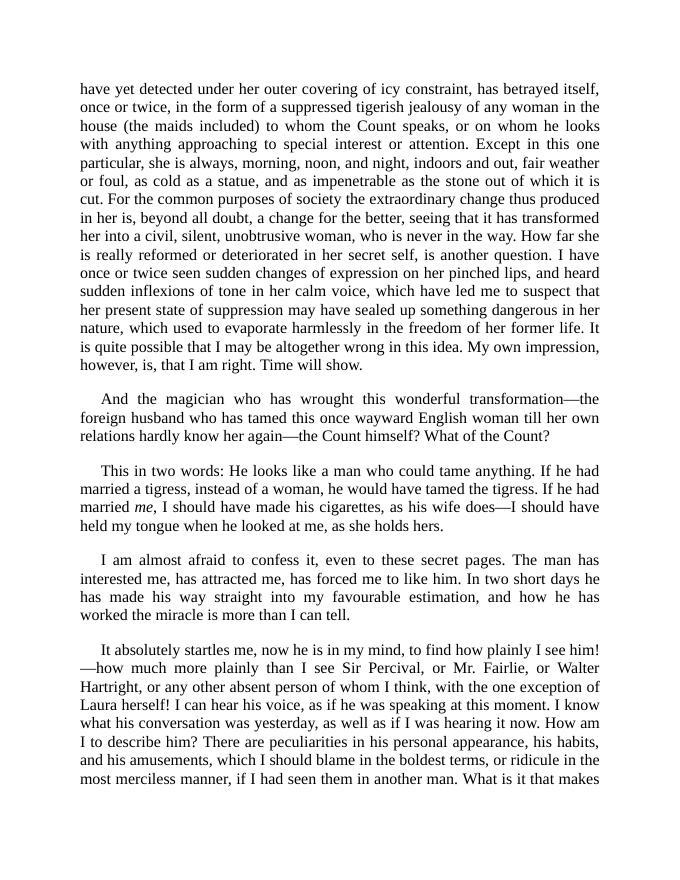 have yet detected under her outer covering of icy constraint, has betrayed itself,
once or twice, in the form of a suppressed tigerish jealousy of any woman in the
house (the maids included) to whom the Count speaks, or on whom he looks
with anything approaching to special interest or attention. Except in this one
particular, she is always, morning, noon, and night, indoors and out, fair weather
or foul, as cold as a statue, and as impenetrable as the stone out of which it is
cut. For the common purposes of society the extraordinary change thus produced
in her is, beyond all doubt, a change for the better, seeing that it has transformed
her into a civil, silent, unobtrusive woman, who is never in the way. How far she
is really reformed or deteriorated in her secret self, is another question. I have
once or twice seen sudden changes of expression on her pinched lips, and heard
sudden inflexions of tone in her calm voice, which have led me to suspect that
her present state of suppression may have sealed up something dangerous in her
nature, which used to evaporate harmlessly in the freedom of her former life. It
is quite possible that I may be altogether wrong in this idea. My own impression,
however, is, that I am right. Time will show.
And the magician who has wrought this wonderful transformation—the
foreign husband who has tamed this once wayward English woman till her own
relations hardly know her again—the Count himself? What of the Count?
This in two words: He looks like a man who could tame anything. If he had
married a tigress, instead of a woman, he would have tamed the tigress. If he had
married me, I should have made his cigarettes, as his wife does—I should have
held my tongue when he looked at me, as she holds hers.
I am almost afraid to confess it, even to these secret pages. The man has
interested me, has attracted me, has forced me to like him. In two short days he
has made his way straight into my favourable estimation, and how he has
worked the miracle is more than I can tell.
It absolutely startles me, now he is in my mind, to find how plainly I see him!
—how much more plainly than I see Sir Percival, or Mr. Fairlie, or Walter
Hartright, or any other absent person of whom I think, with the one exception of
Laura herself! I can hear his voice, as if he was speaking at this moment. I know
what his conversation was yesterday, as well as if I was hearing it now. How am
I to describe him? There are peculiarities in his personal appearance, his habits,
and his amusements, which I should blame in the boldest terms, or ridicule in the
most merciless manner, if I had seen them in another man. What is it that makes